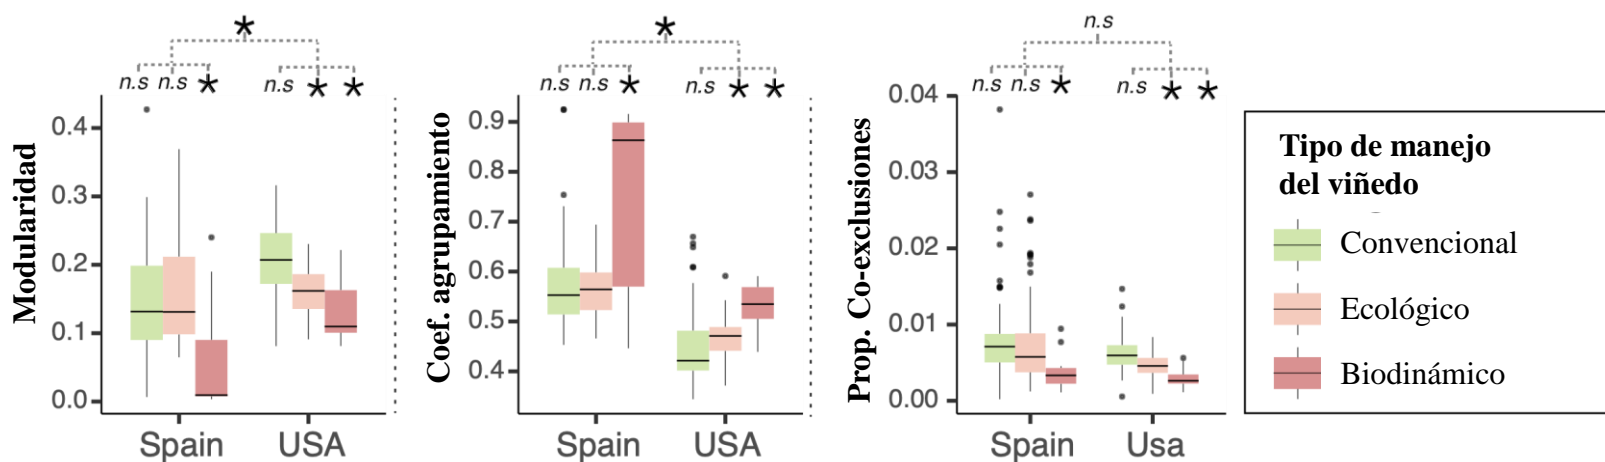 *
n.s n.s * n.s * *
Modularidad
0.4
0.3
0.2
0.1
0.0
Spain USA
*
n.s n.s * n.s * *
Coef. agrupamiento
0.9
0.8
0.7
0.6
0.5
0.4
Spain USA
n.s
n.s n.s * n.s * *
Prop. Co-exclusiones
0.04
0.03
0.02
0.01
0.00
Spain Usa
Tipo de manejo
del viñedo
Convencional
Ecológico
Biodinámico